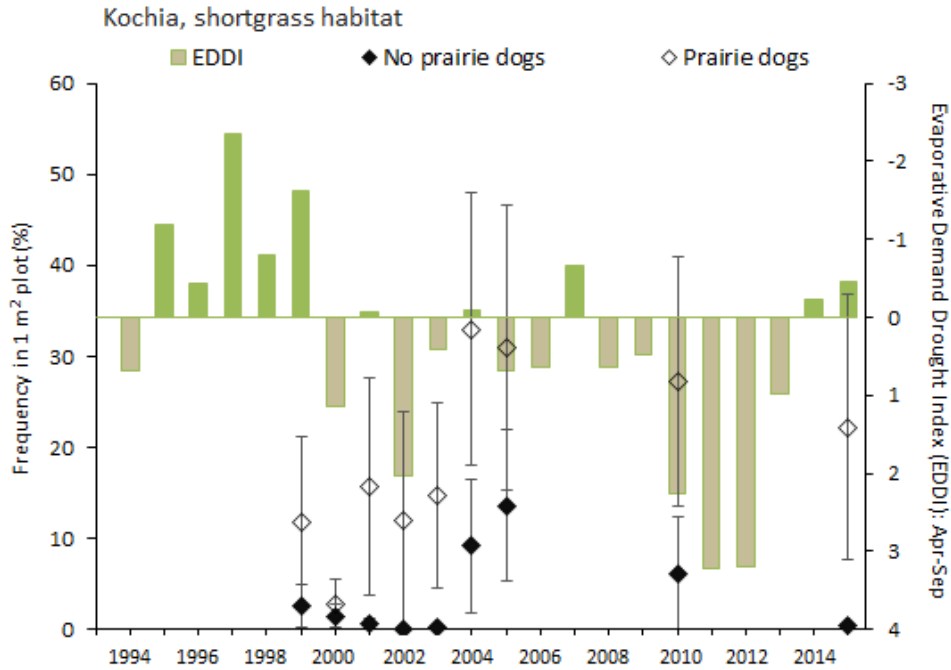 Kochia, shortgrass habitat
EDDI
No prairie dogs
Prairie dogs
60
50
40
30
20
10
0
Frequency in 1 m² plot (%)
-3
-2
-1
0
1
2
3
4
Evaporative Demand Drought Index (EDDI): Apr-Sep
1994 1996 1998 2000 2002 2004 2006 2008 2010 2012 2014